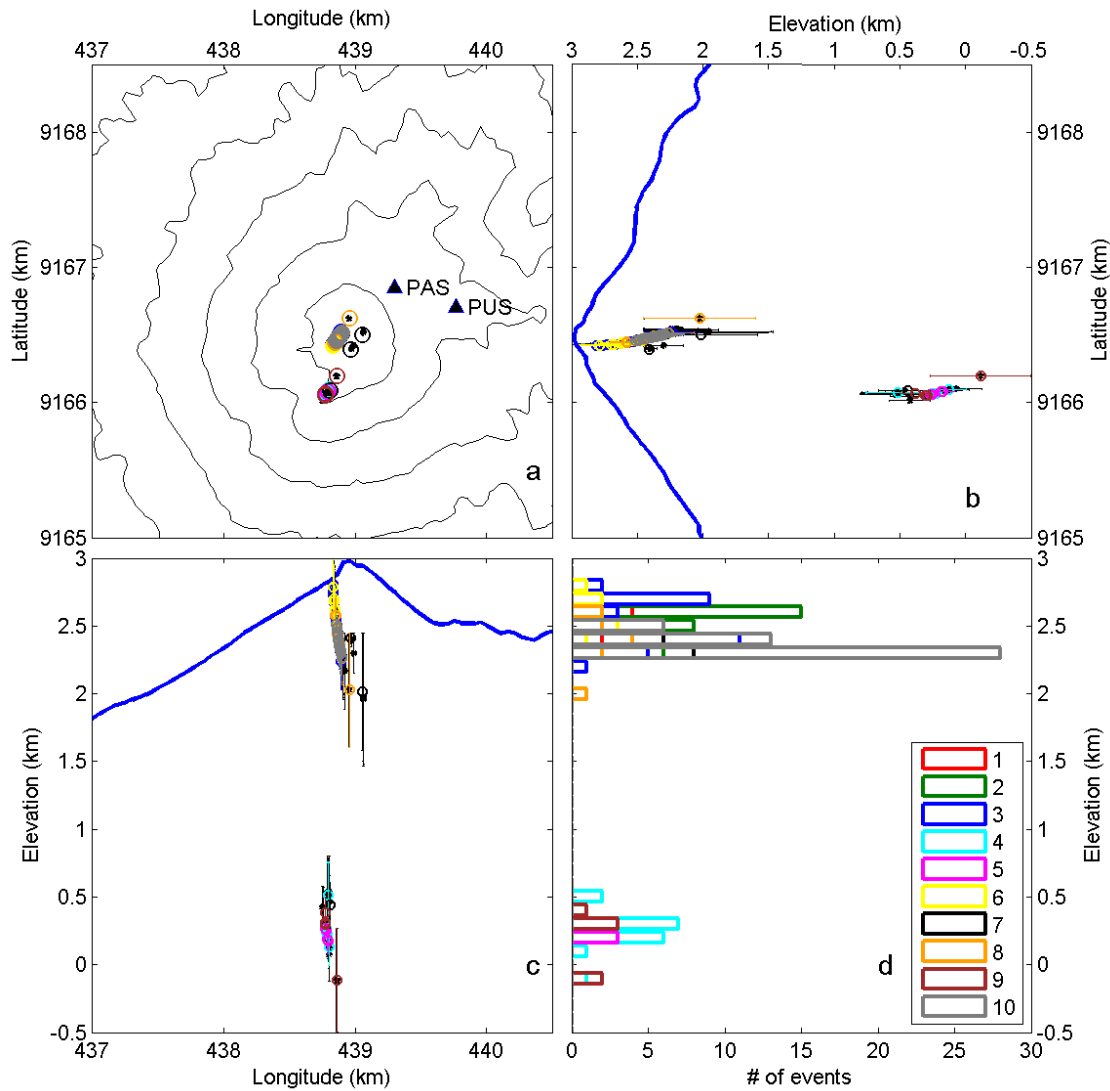 Longitude (km)
437 438 439 440
Elevation (km)
3 2.5 2 1.5 1 0.5 0 -0.5
Latitude (km)
9168
9167
9166
9165
PAS
PUS
a
9168
9167
9166
9165
Latitude (km)
b
Elevation (km)
3
2.5
2
1.5
1
0.5
0
-0.5
c
437 438 439 440
Longitude (km)
3
2.5
2
1.5
1
0.5
0
-0.5
Elevation (km)
d
1
2
3
4
5
6
7
8
9
10
0 5 10 15 20 25 30
# of events